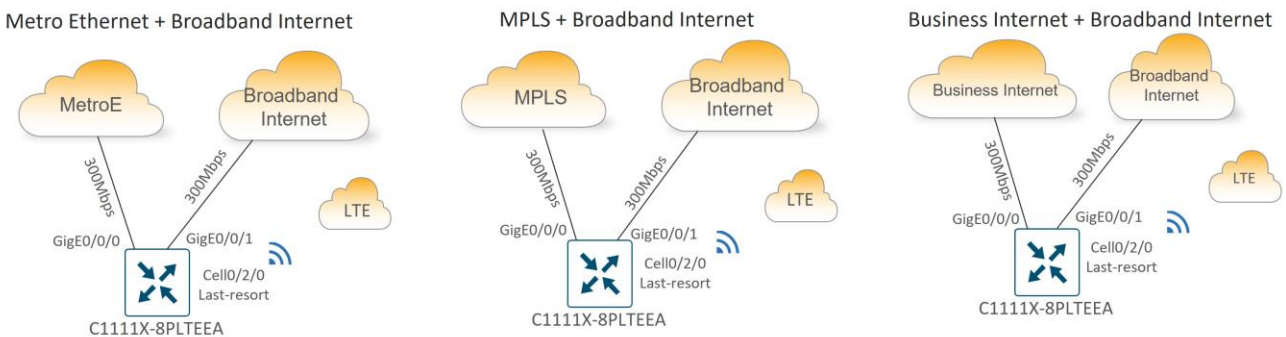 Metro Ethernet + Broadband Internet
MetroE
Broadband
Internet
300Mbps
300Mbps
LTE
GigE0/0/0
GigE0/0/1
Cell0/2/0
Last-resort
C1111X-8PLTEEA
MPLS + Broadband Internet
MPLS
Broadband
Internet
300Mbps
300Mbps
LTE
GigE0/0/0
GigE0/0/1
Cell0/2/0
Last-resort
C1111X-8PLTEEA
Business Internet + Broadband Internet
Business Internet
Broadband
Internet
300Mbps
300Mbps
LTE
GigE0/0/0
GigE0/0/1
Cell0/2/0
Last-resort
C1111X-8PLTEEA